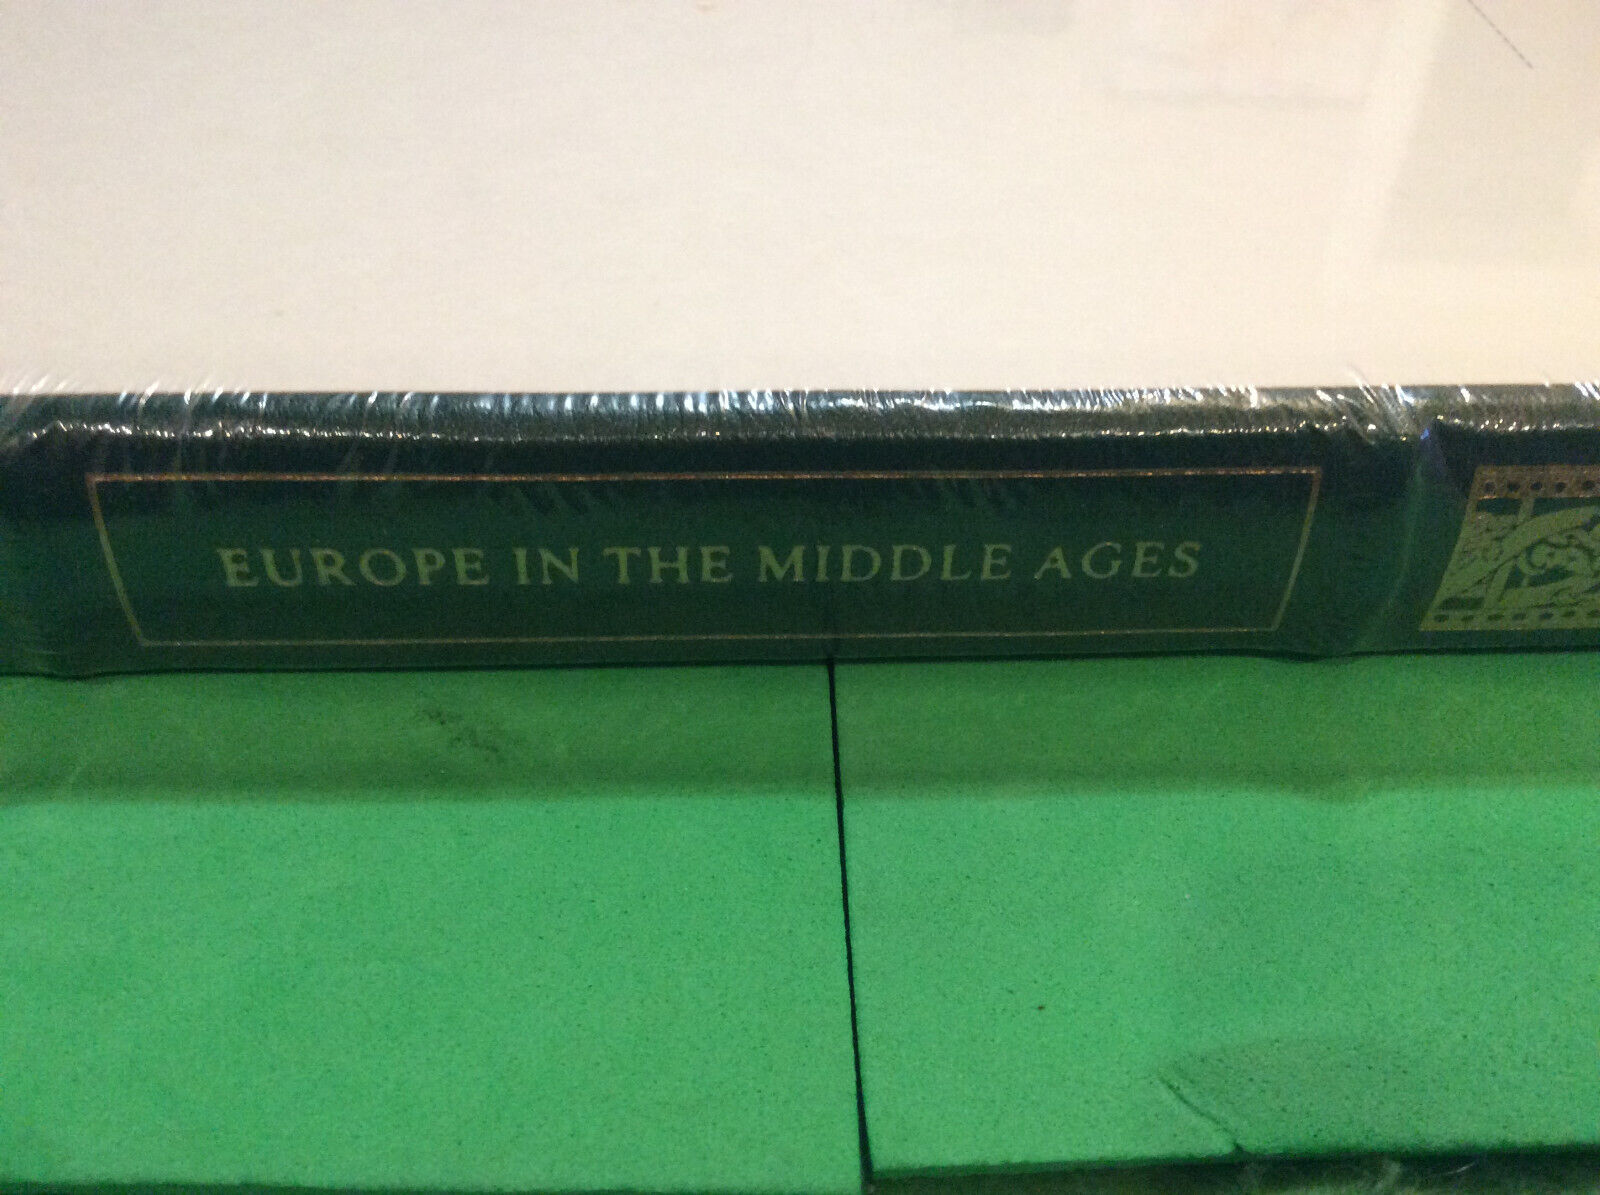 EUROPE IN THE MIDDLE AGES